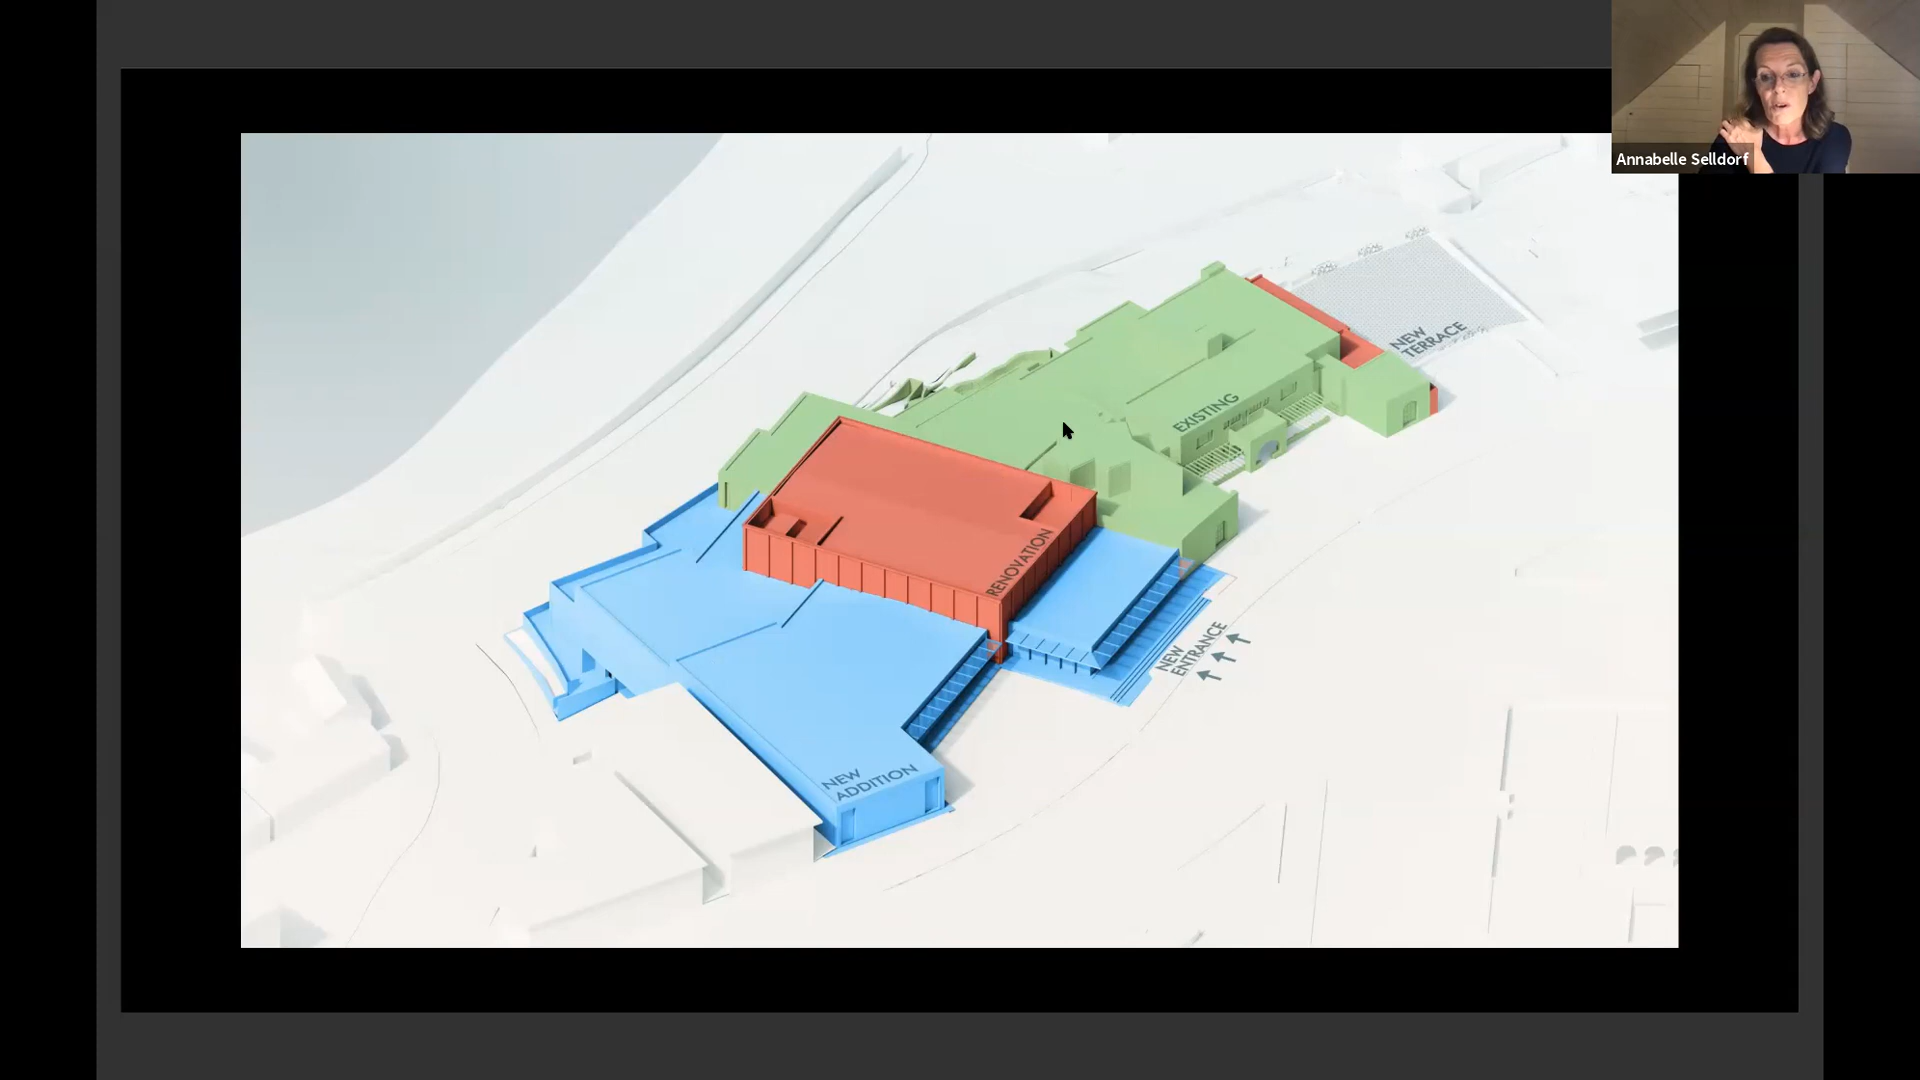 Annabelle Selldorf
NEW
TERRACE
EXISTING
RENOVATION
NEW
ENTRANCE
NEW
ADDITION